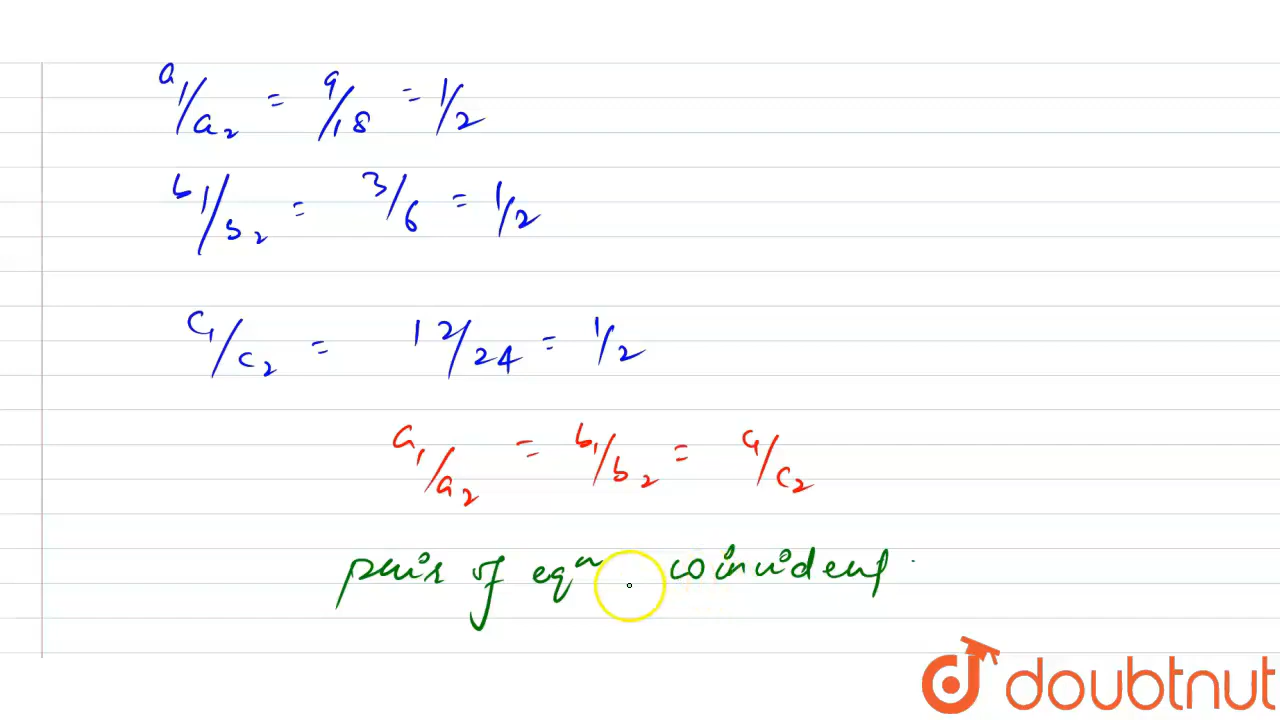 a1/a2 = 9/18 = 1/2
b1/b2 = 3/6 = 1/2
C1/C2 = 12/24 = 1/2
a1/a2 = b1/b2 = C1/C2
pair of eqn coincident.
doubtnut